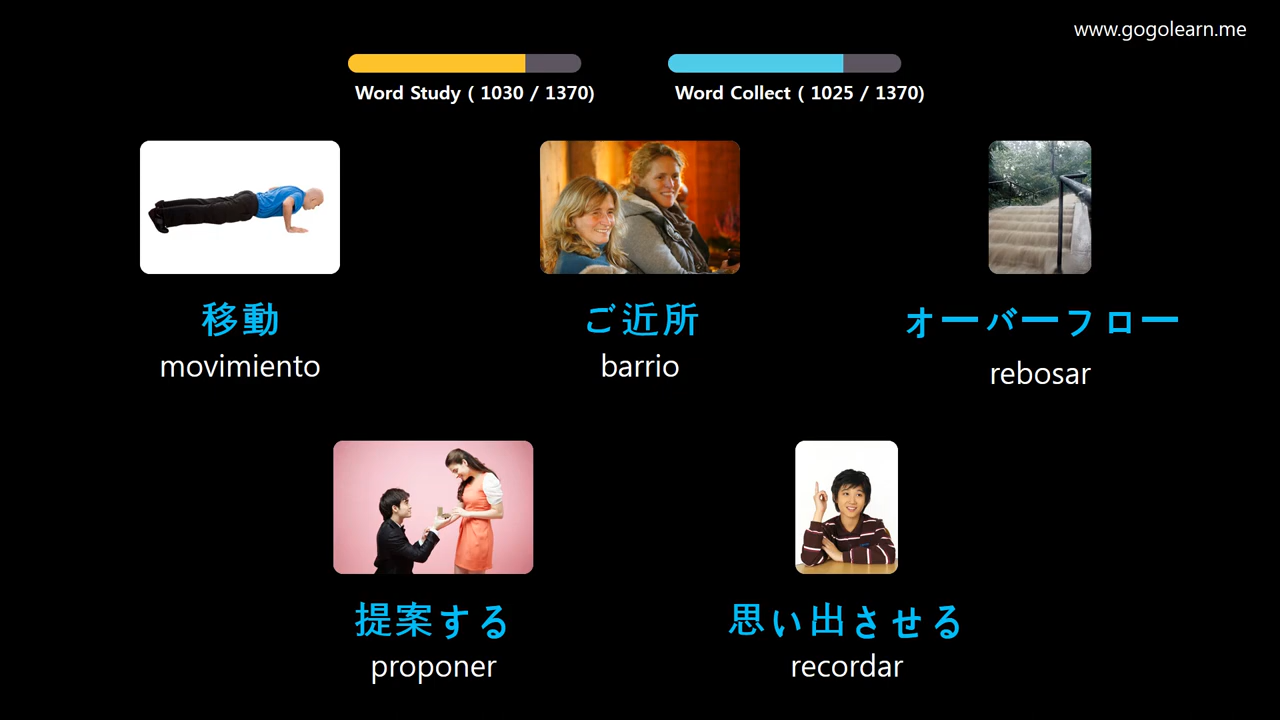 www.gogolearn.me
Word Study ( 1030 / 1370)
Word Collect ( 1025 / 1370)
移動
movimiento
ご近所
barrio
オーバーフロー
rebosar
提案する
proponer
思い出させる
recordar